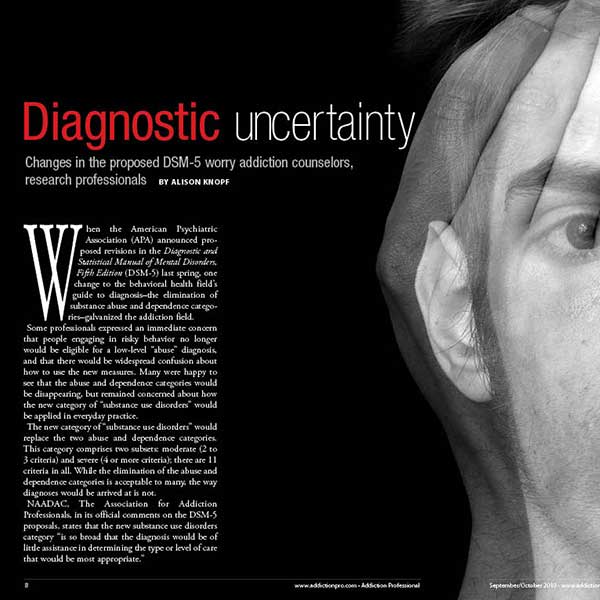 Diagnostic uncertainty
Changes in the proposed DSM-5 worry addiction counselors,
research professionals BY ALISON KNOPF
When the American Psychiatric
Association (APA) announced pro-
posed revisions in the Diagnostic and
Statistical Manual of Mental Disorders,
Fifth Edition (DSM-5) last spring, one
change to the behavioral health field's
guide to diagnosis—the elimination of
substance abuse and dependence catego-
ries—galvanized the addiction field.
Some professionals expressed an immediate concern
that people engaging in risky behavior no longer
would be eligible for a low-level "abuse" diagnosis,
and that there would be widespread confusion about
how to use the new measures. Many were happy to
see that the abuse and dependence categories would
be disappearing, but remained concerned about how
the new category of "substance use disorders" would
be applied in everyday practice.
The new category of "substance use disorders" would
replace the two abuse and dependence categories.
This category comprises two subsets: moderate (2 to
3 criteria) and severe (4 or more criteria); there are 11
criteria in all. While the elimination of the abuse and
dependence categories is acceptable to many, the way
diagnoses would be arrived at is not.
NAADAC, The Association for Addiction
Professionals, in its official comments on the DSM-5
proposals, states that the new substance use disorders
category "is so broad that the diagnosis would be of
little assistance in determining the type or level of care
that would be most appropriate."
8 www.addictionpro.com • Addiction Professional September/October 2010 • www.addiction